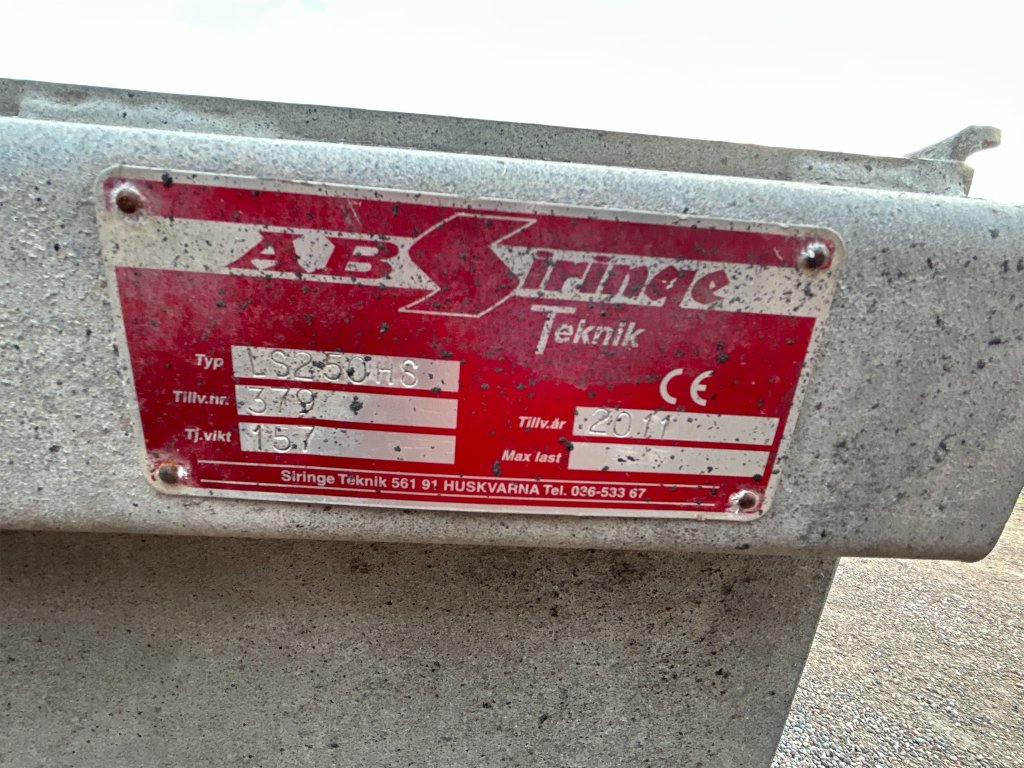 AB Siringe
Teknik
CE
Typ LS250HS
Tillv.nr. 379
Tillv.år 2011
Tj.vikt 157
Max last
Siringe Teknik 561 91 HUSKVARNA Tel. 036-533 67